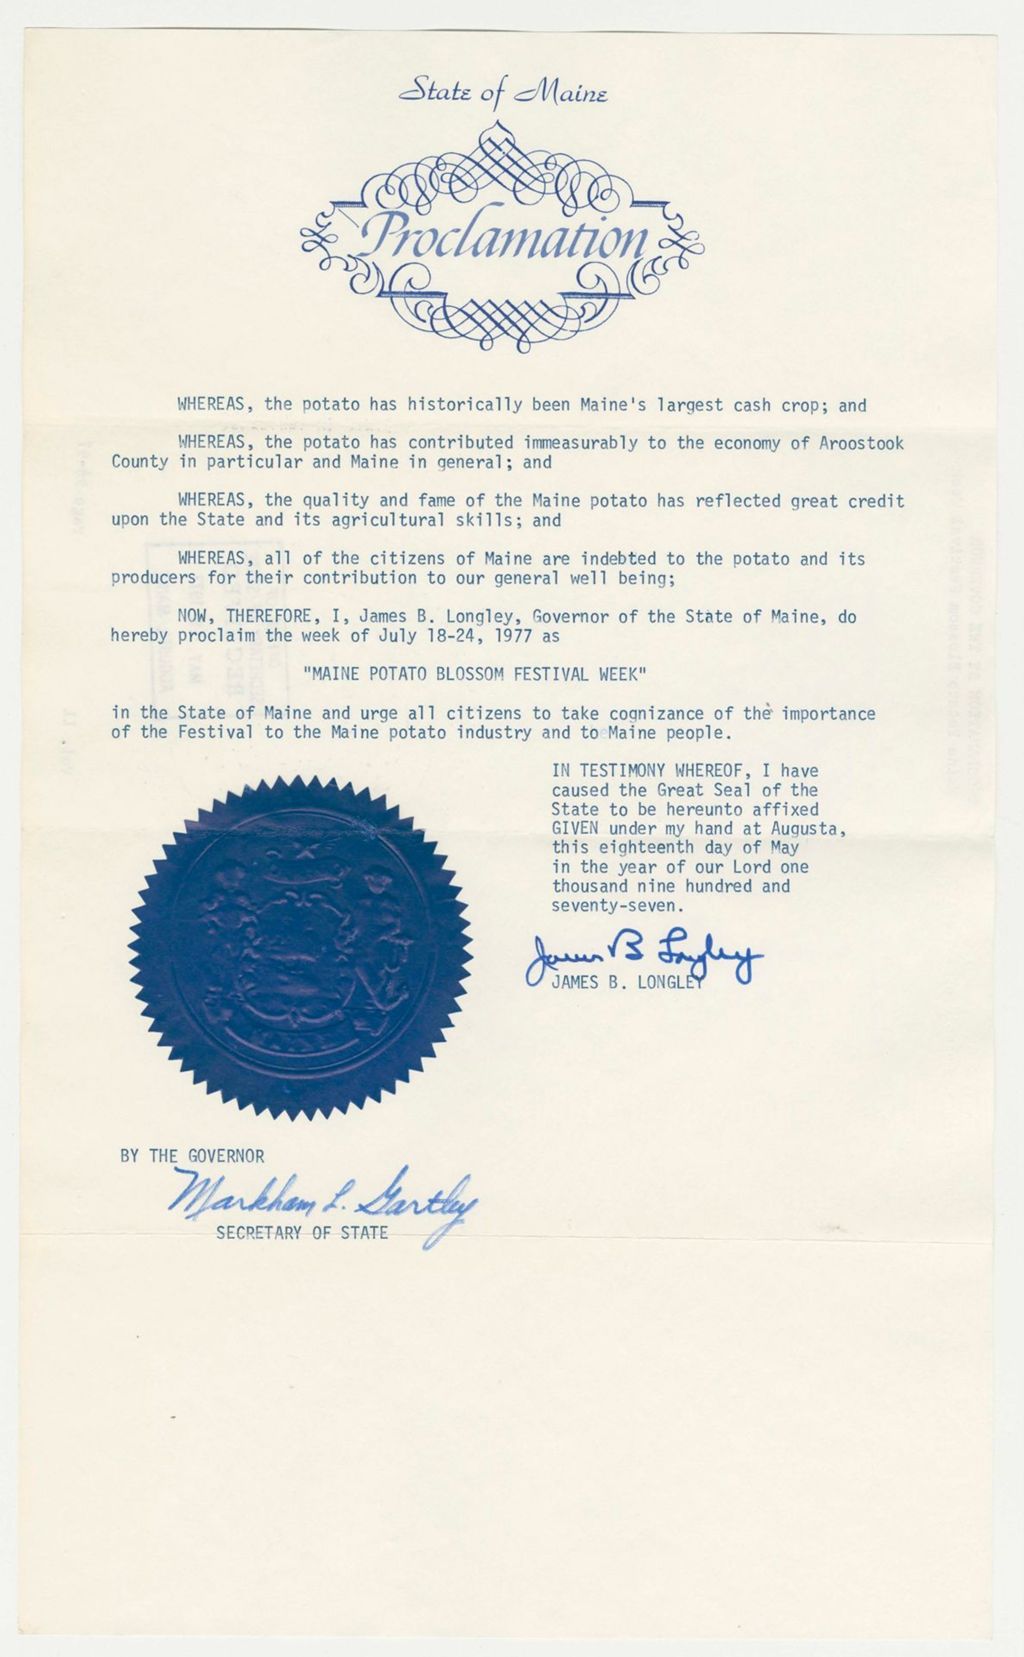 State of Maine
Proclamation
WHEREAS, the potato has historically been Maine's largest cash crop; and
WHEREAS, the potato has contributed immeasurably to the economy of Aroostook
County in particular and Maine in general; and
WHEREAS, the quality and fame of the Maine potato has reflected great credit
upon the State and its agricultural skills; and
WHEREAS, all of the citizens of Maine are indebted to the potato and its
producers for their contribution to our general well being;
NOW, THEREFORE, I, James B. Longley, Governor of the State of Maine, do
hereby proclaim the week of July 18-24, 1977 as
"MAINE POTATO BLOSSOM FESTIVAL WEEK"
in the State of Maine and urge all citizens to take cognizance of the importance
of the Festival to the Maine potato industry and to Maine people.
IN TESTIMONY WHEREOF, I have
caused the Great Seal of the
State to be hereunto affixed
GIVEN under my hand at Augusta,
this eighteenth day of May
in the year of our Lord one
thousand nine hundred and
seventy-seven.
James B Longley
JAMES B. LONGLEY
MAINE
BY THE GOVERNOR
Markham L. Gartley
SECRETARY OF STATE